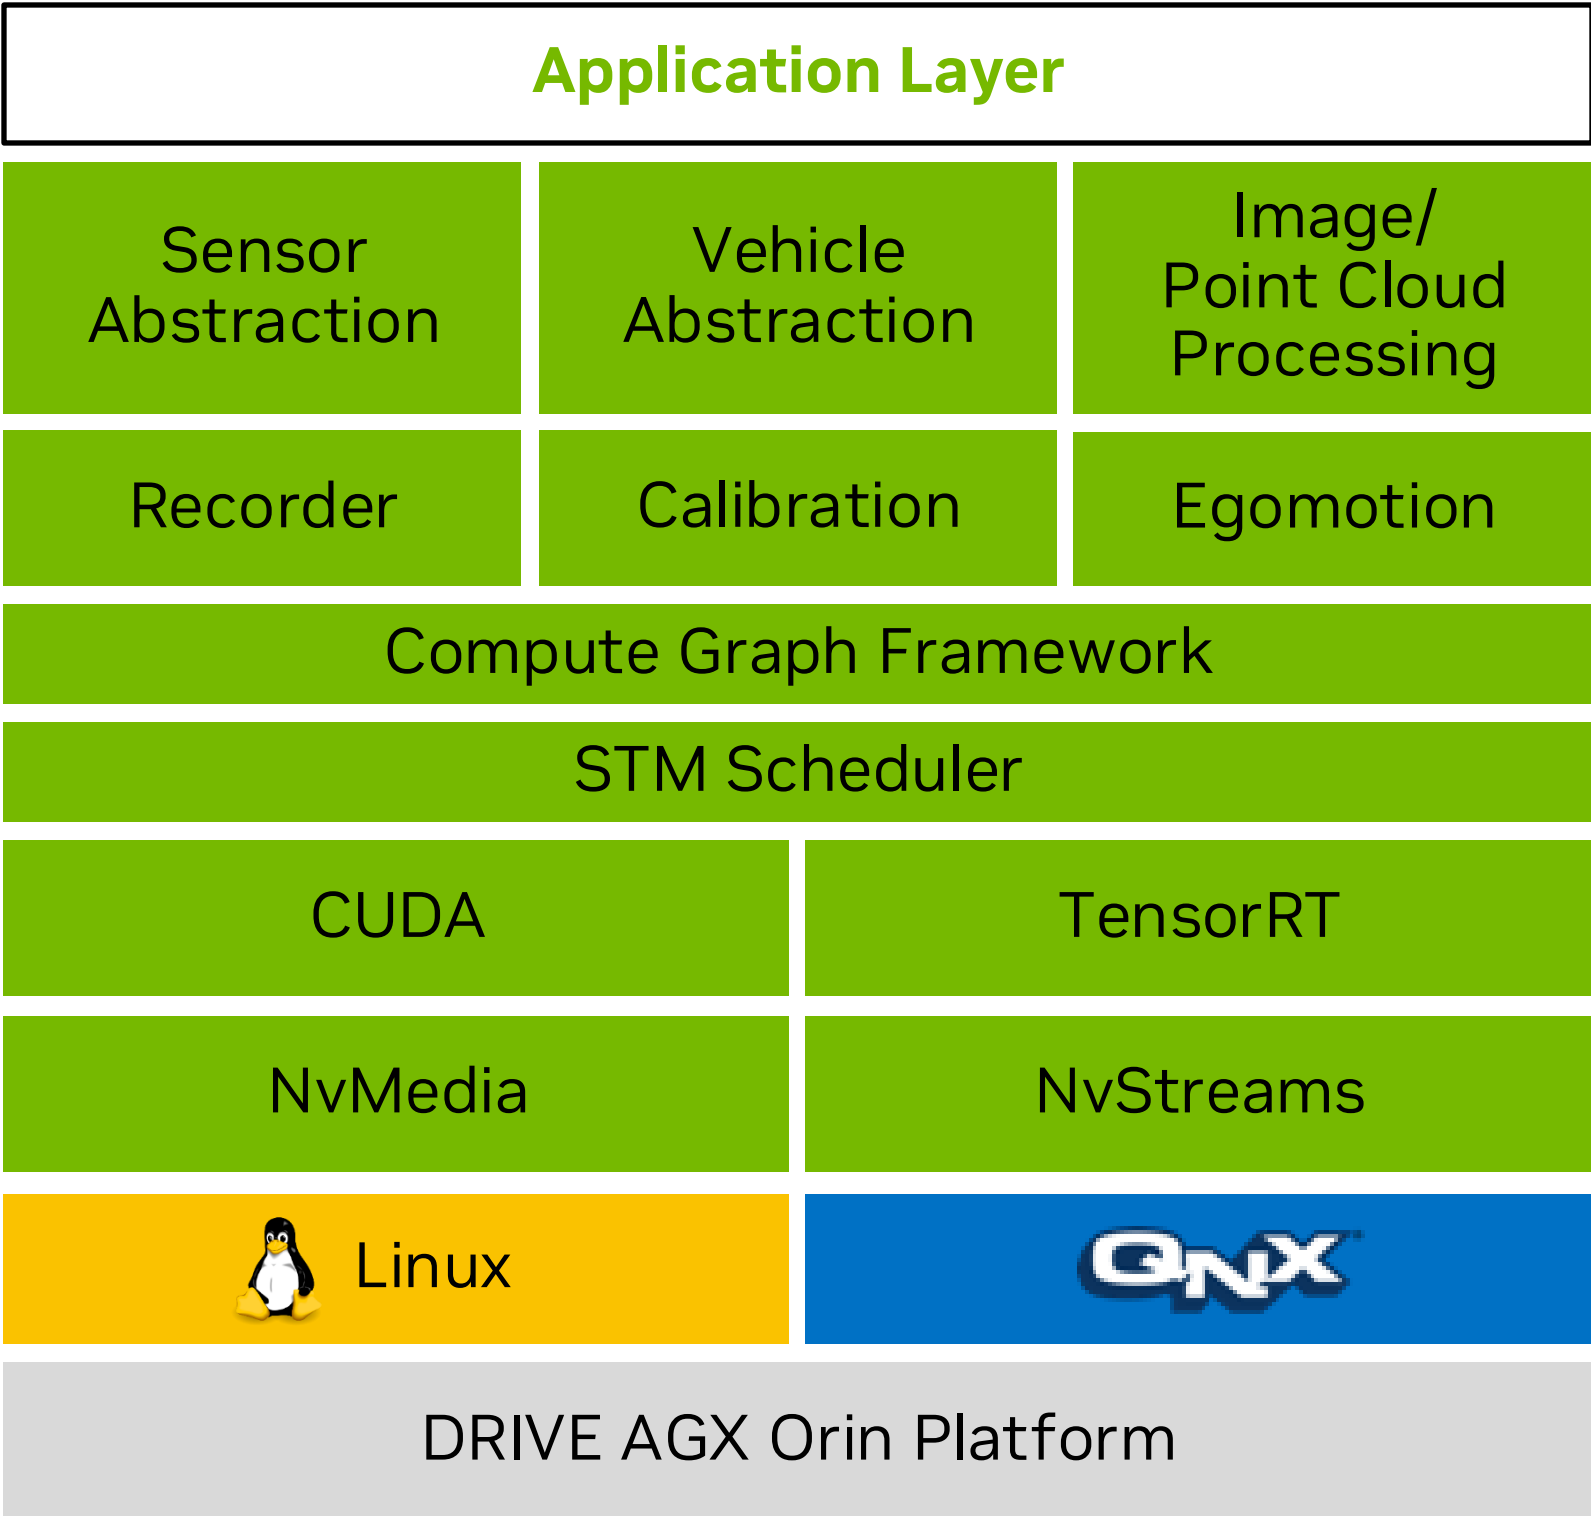 Application Layer
Sensor
Abstraction
Vehicle
Abstraction
Image/
Point Cloud
Processing
Recorder
Calibration
Egomotion
Compute Graph Framework
STM Scheduler
CUDA
TensorRT
NvMedia
NvStreams
Linux
QNX
DRIVE AGX Orin Platform